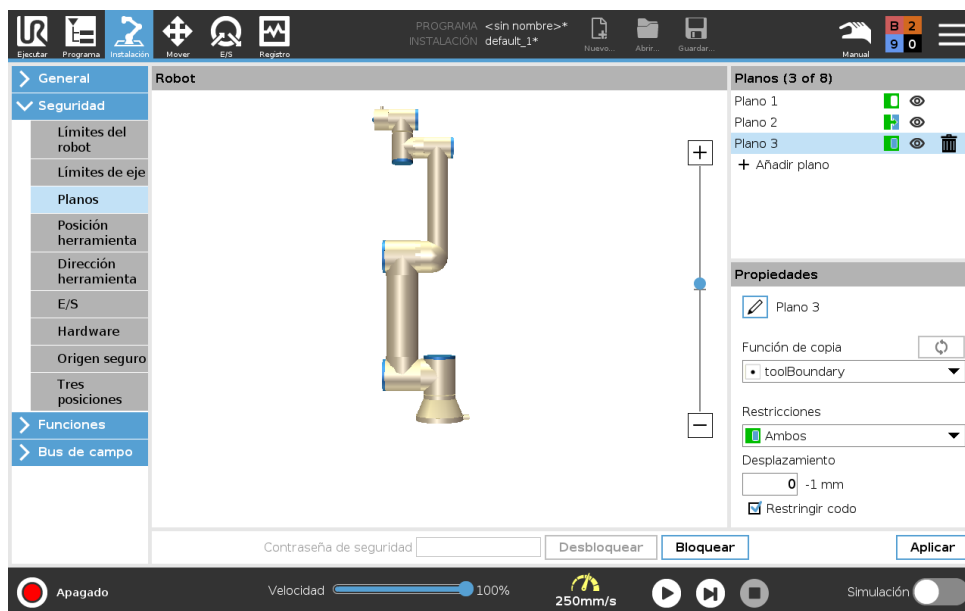 UR
PROGRAMA <sin nombre>*
INSTALACIÓN default_1*
Ejecutar
Programa
Instalación
Mover
E/S
Registro
Nuevo...
Abrir...
Guardar...
Manual
B 2
9 0
General
Seguridad
Límites del
robot
Límites de eje
Planos
Posición
herramienta
Dirección
herramienta
E/S
Hardware
Origen seguro
Tres
posiciones
Funciones
Bus de campo
Robot
Planos (3 of 8)
Plano 1
Plano 2
Plano 3
+ Añadir plano
Propiedades
Plano 3
Función de copia
toolBoundary
Restricciones
Ambos
Desplazamiento
0 -1 mm
Restringir codo
Contraseña de seguridad
Desbloquear
Bloquear
Aplicar
Apagado
Velocidad
100%
250mm/s
Simulación